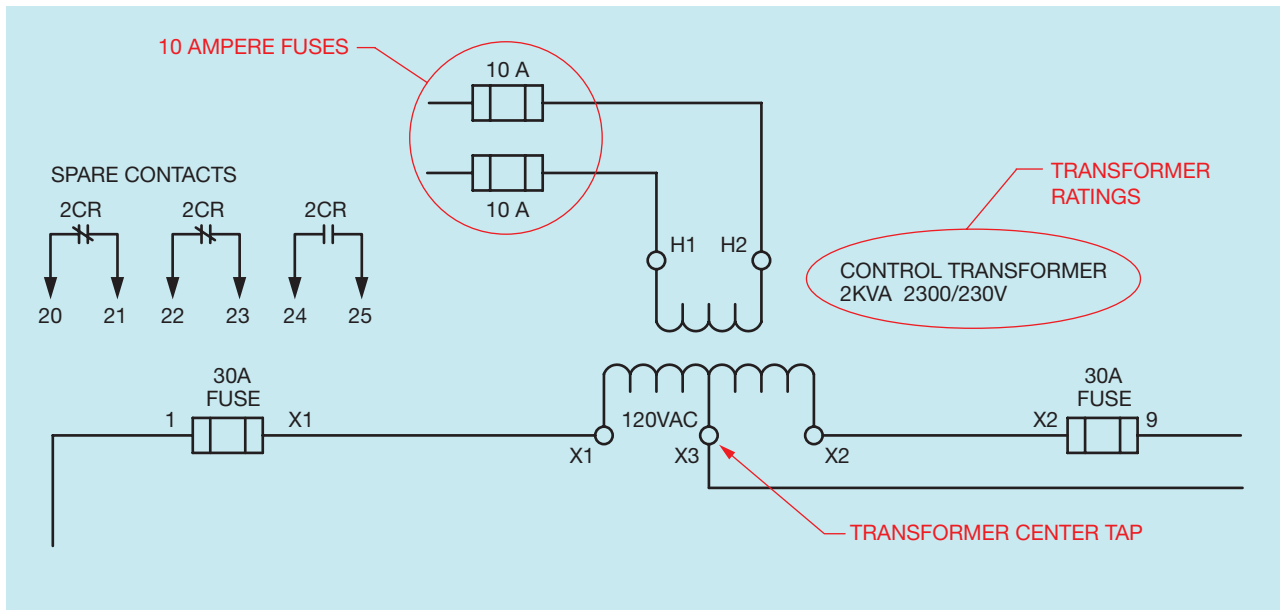 10 AMPERE FUSES
10 A
10 A
SPARE CONTACTS
2CR
2CR
2CR
20
21
22
23
24
25
H1
H2
TRANSFORMER
RATINGS
CONTROL TRANSFORMER
2KVA 2300/230V
30A
FUSE
1
X1
120VAC
X1
X3
X2
30A
FUSE
X2
9
TRANSFORMER CENTER TAP